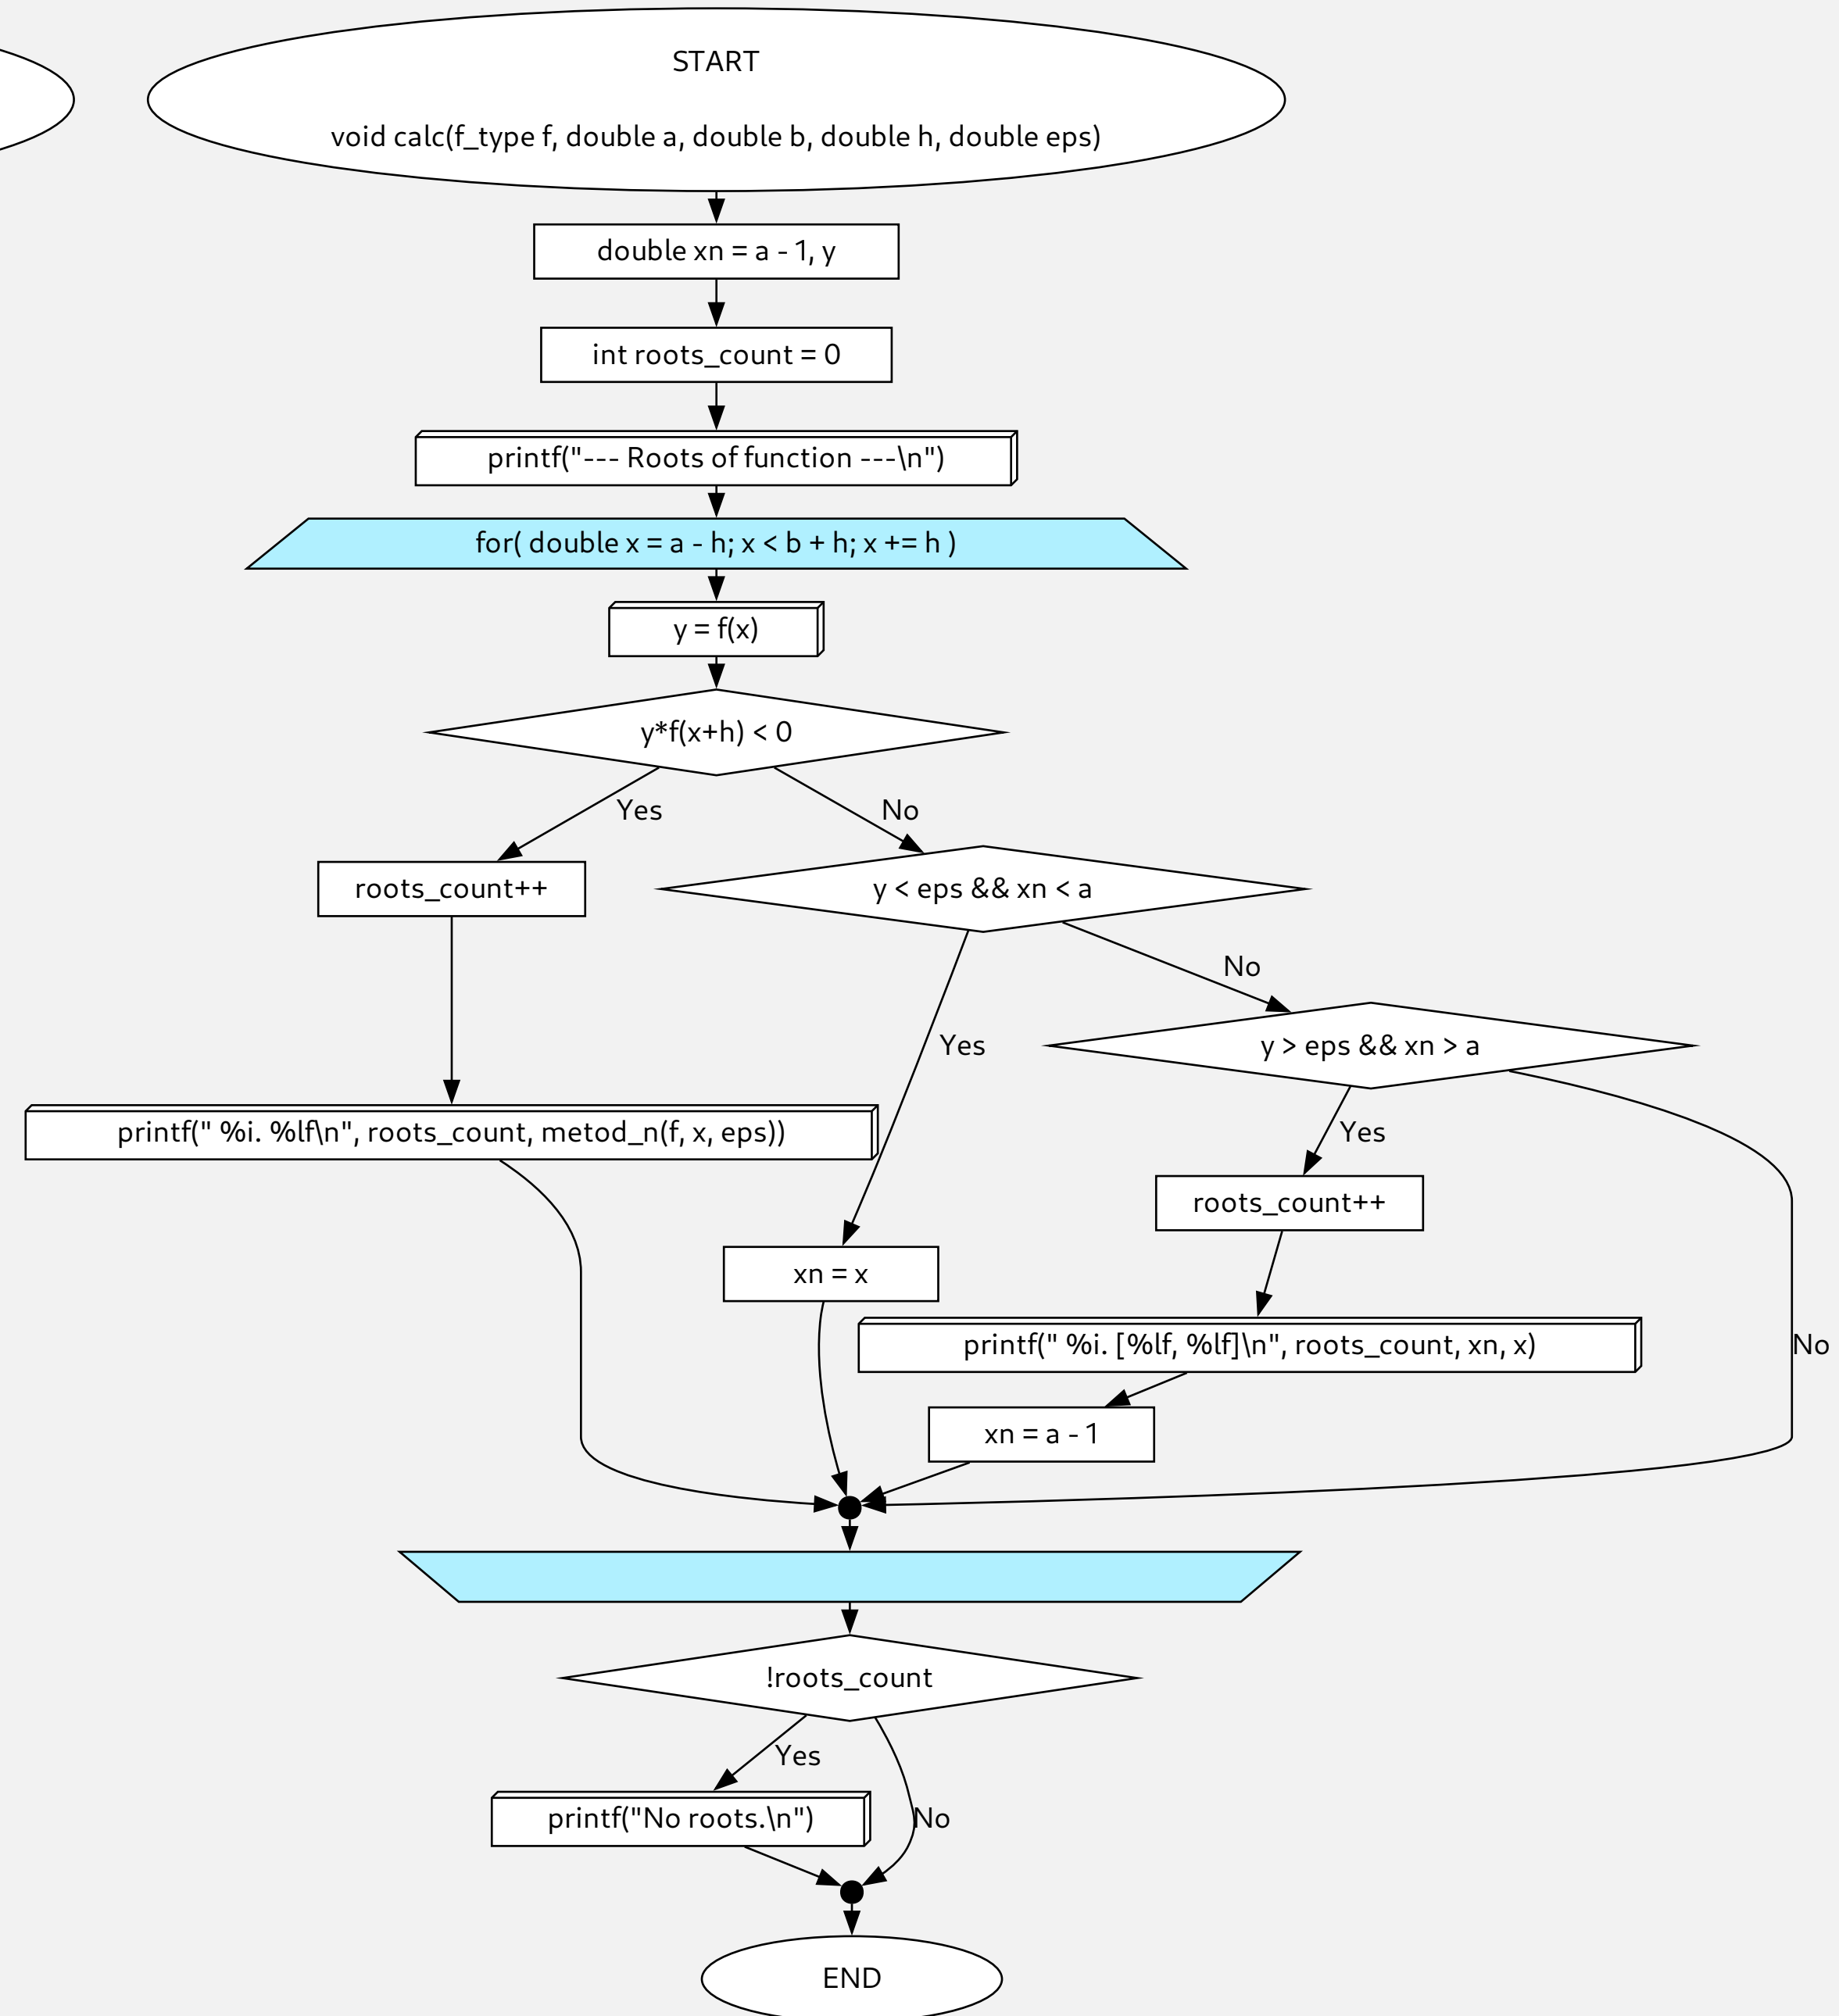 START
void calc(f_type f, double a, double b, double h, double eps)
double xn = a - 1, y
int roots_count = 0
printf("--- Roots of function ---\n")
for( double x = a - h; x < b + h; x += h )
y = f(x)
y*f(x+h) < 0
Yes
No
roots_count++
y < eps && xn < a
No
Yes
y > eps && xn > a
printf(" %i. %lf\n", roots_count, metod_n(f, x, eps))
Yes
roots_count++
xn = x
printf(" %i. [%lf, %lf]\n", roots_count, xn, x)
No
xn = a - 1
!roots_count
Yes
printf("No roots.\n")
No
END